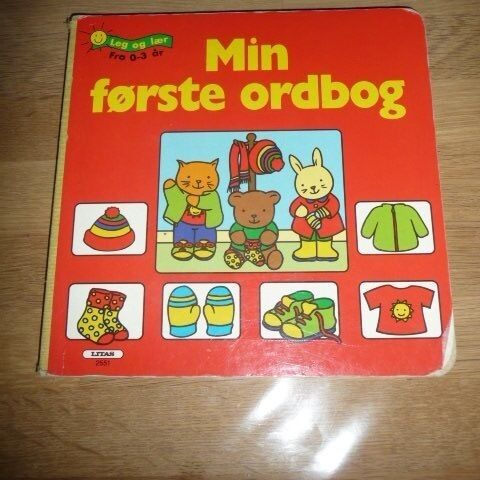 Leg og lær
Fra 0-3 år
Min
første ordbog
LITAS
2551